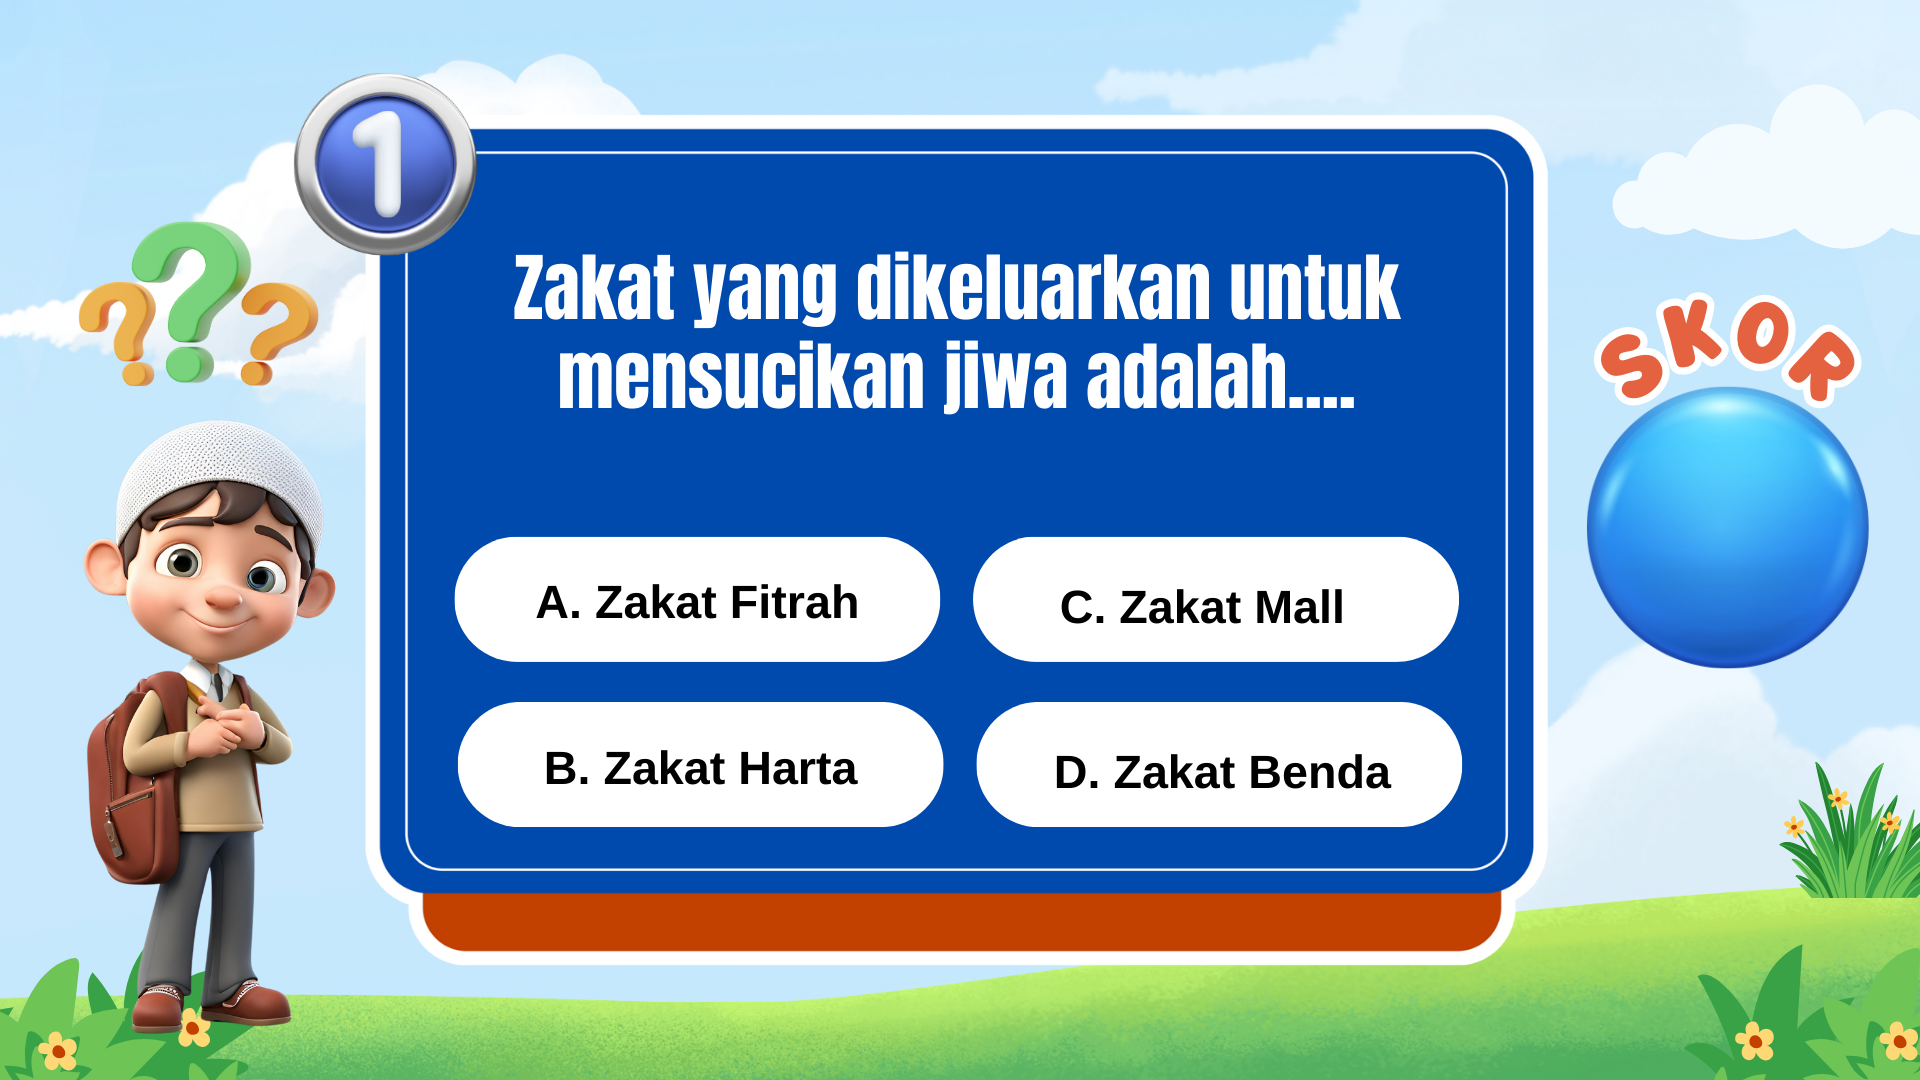 1
Zakat yang dikeluarkan untuk
mensucikan jiwa adalah....
SKOR
A. Zakat Fitrah
C. Zakat Mall
B. Zakat Harta
D. Zakat Benda